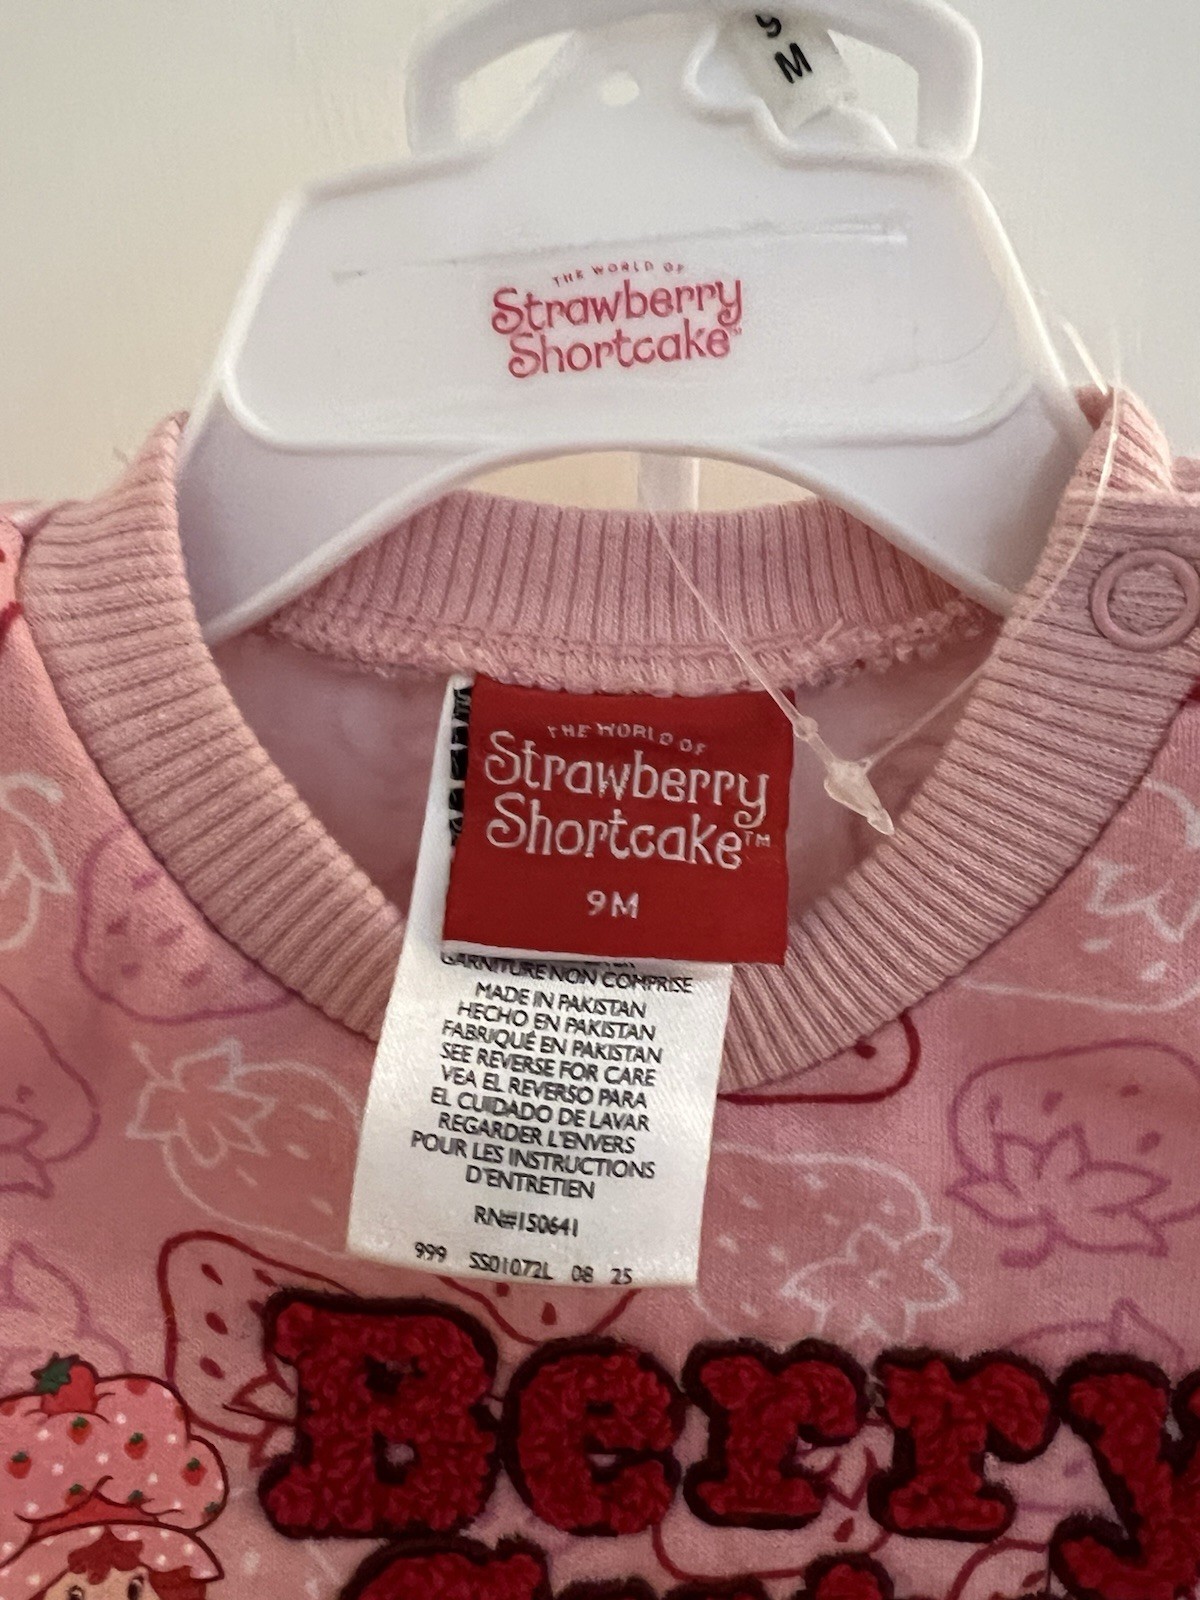 M
THE WORLD OF
Strawberry
Shortcake™
THE WORLD OF
Strawberry
Shortcake™
9M
GARNITURE NON COMPRISE
MADE IN PAKISTAN
HECHO EN PAKISTAN
FABRIQUÉ EN PAKISTAN
SEE REVERSE FOR CARE
VEA EL REVERSO PARA
EL CUIDADO DE LAVAR
REGARDER L'ENVERS
POUR LES INSTRUCTIONS
D'ENTRETIEN
RN#150641
999 SS01072L 08 25
Berry